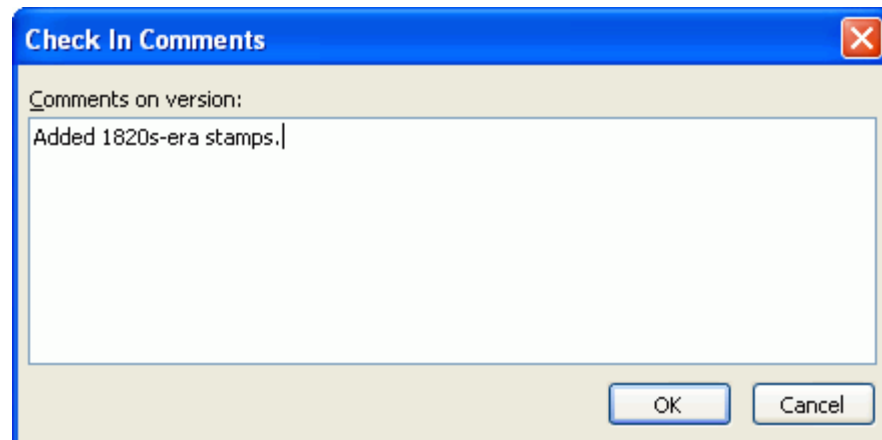 Check In Comments
Comments on version:
Added 1820s-era stamps.
OK Cancel